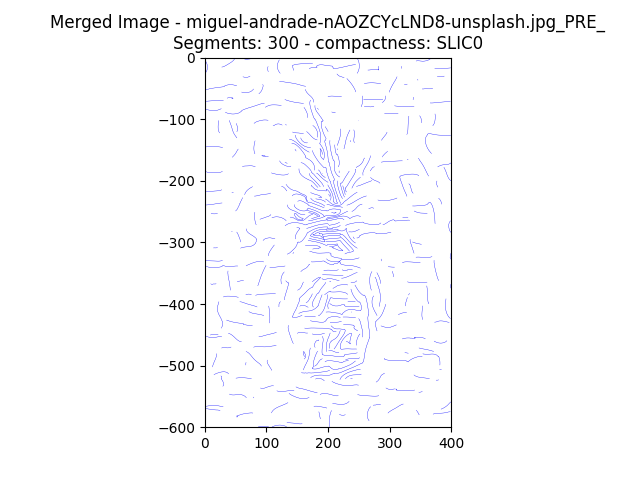 Merged Image - miguel-andrade-nAOZCYcLND8-unsplash.jpg_PRE_
Segments: 300 - compactness: SLIC0
0
−100
−200
−300
−400
−500
−600
0 100 200 300 400